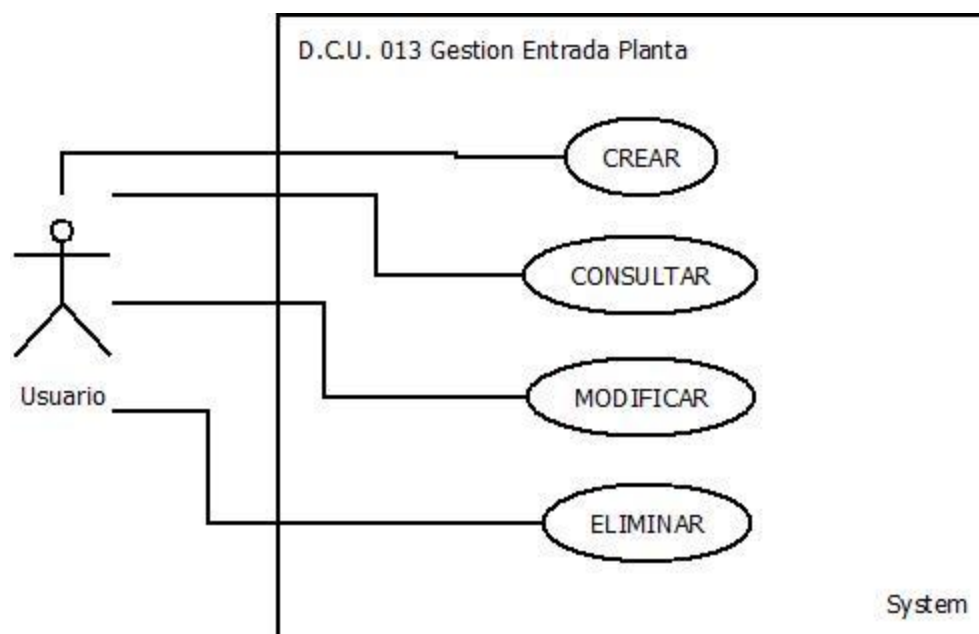 D.C.U. 013 Gestion Entrada Planta
CREAR
CONSULTAR
MODIFICAR
Usuario
ELIMINAR
System